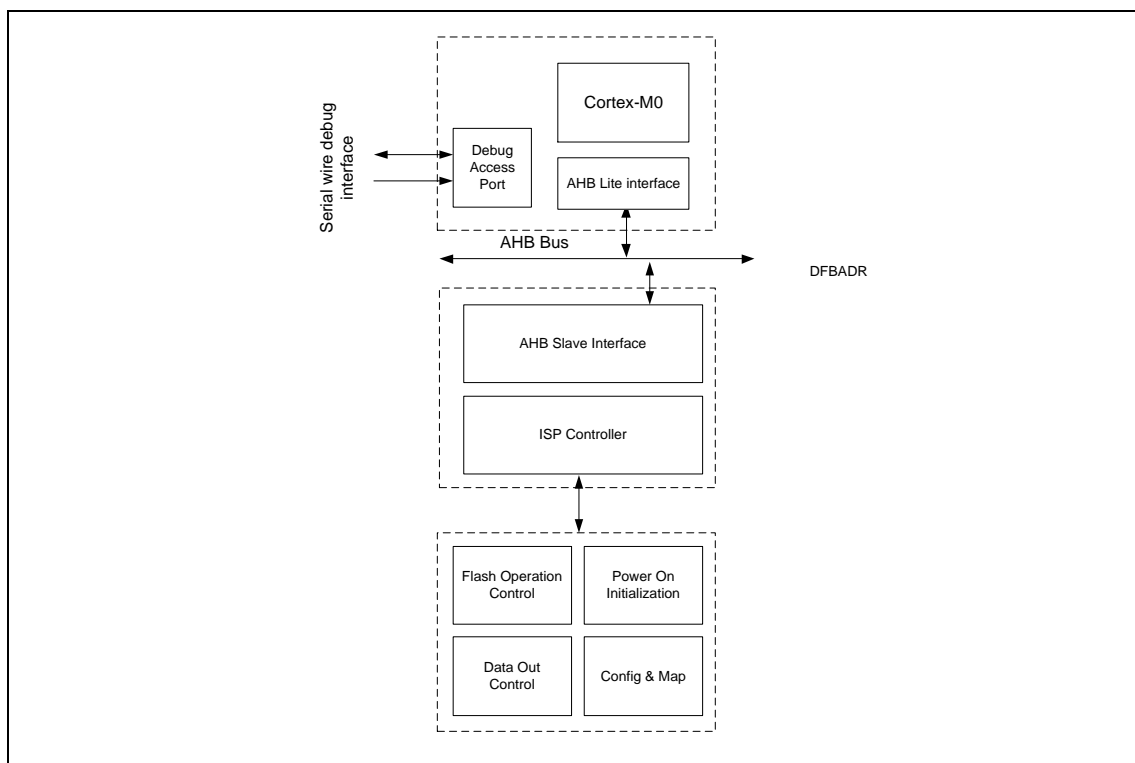 Cortex-M0
Serial wire debug
interface
Debug
Access
Port
AHB Lite interface
AHB Bus
DFBADR
AHB Slave Interface
ISP Controller
Flash Operation
Control
Power On
Initialization
Data Out
Control
Config & Map